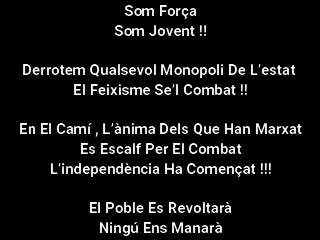 Som Força
Som Jovent !!
Derrotem Qualsevol Monopoli De L’estat
El Feixisme Se’l Combat !!
En El Camí , L’ànima Dels Que Han Marxat
Es Escalf Per El Combat
L’independència Ha Començat !!!
El Poble Es Revoltarà
Ningú Ens Manarà